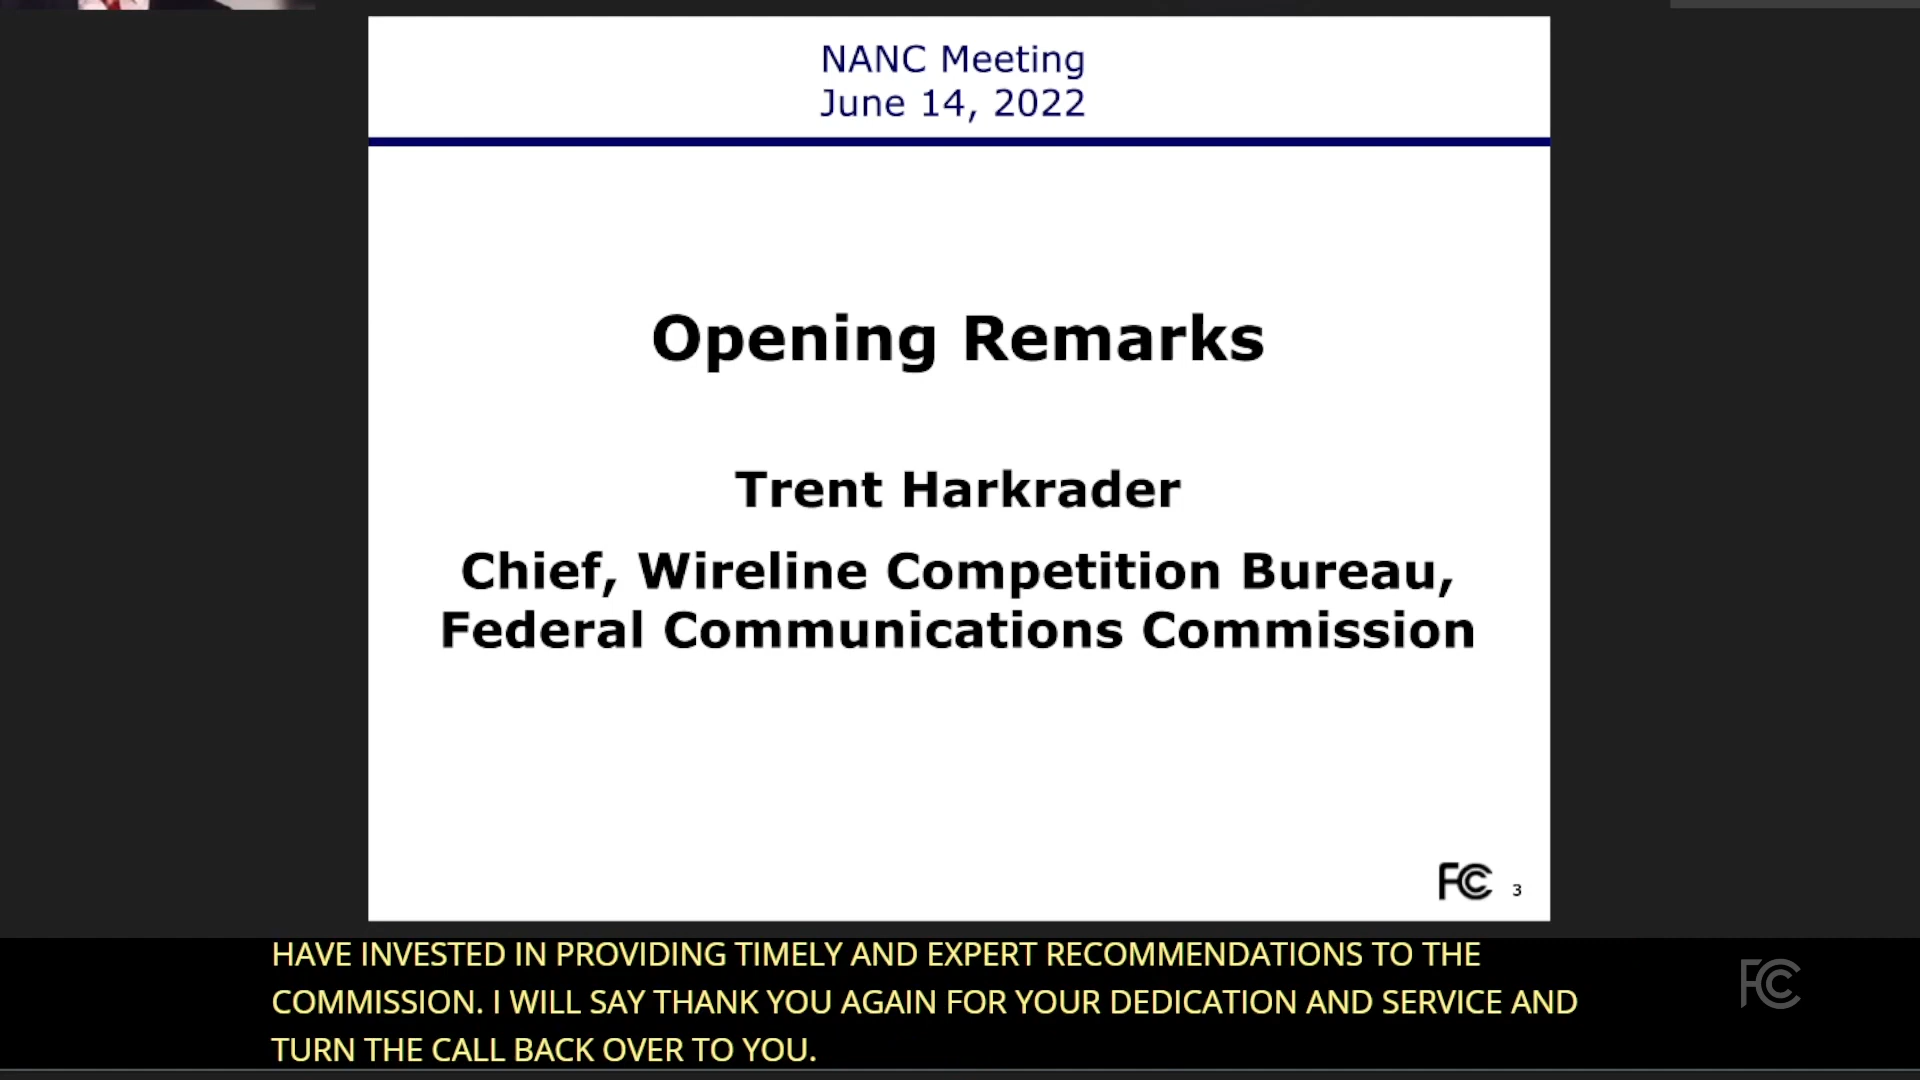 NANC Meeting
June 14, 2022
Opening Remarks
Trent Harkrader
Chief, Wireline Competition Bureau,
Federal Communications Commission
FCC 3
HAVE INVESTED IN PROVIDING TIMELY AND EXPERT RECOMMENDATIONS TO THE
COMMISSION. I WILL SAY THANK YOU AGAIN FOR YOUR DEDICATION AND SERVICE AND
TURN THE CALL BACK OVER TO YOU.
FCC